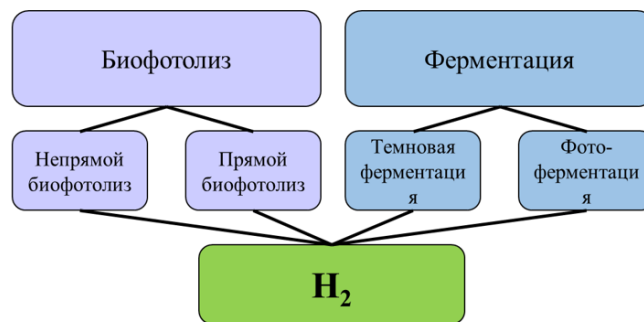 Биофотолиз
Ферментация
Непрямой
биофотолиз
Прямой
биофотолиз
Темновая
ферментаци
я
Фото-
ферментаци
я
H₂